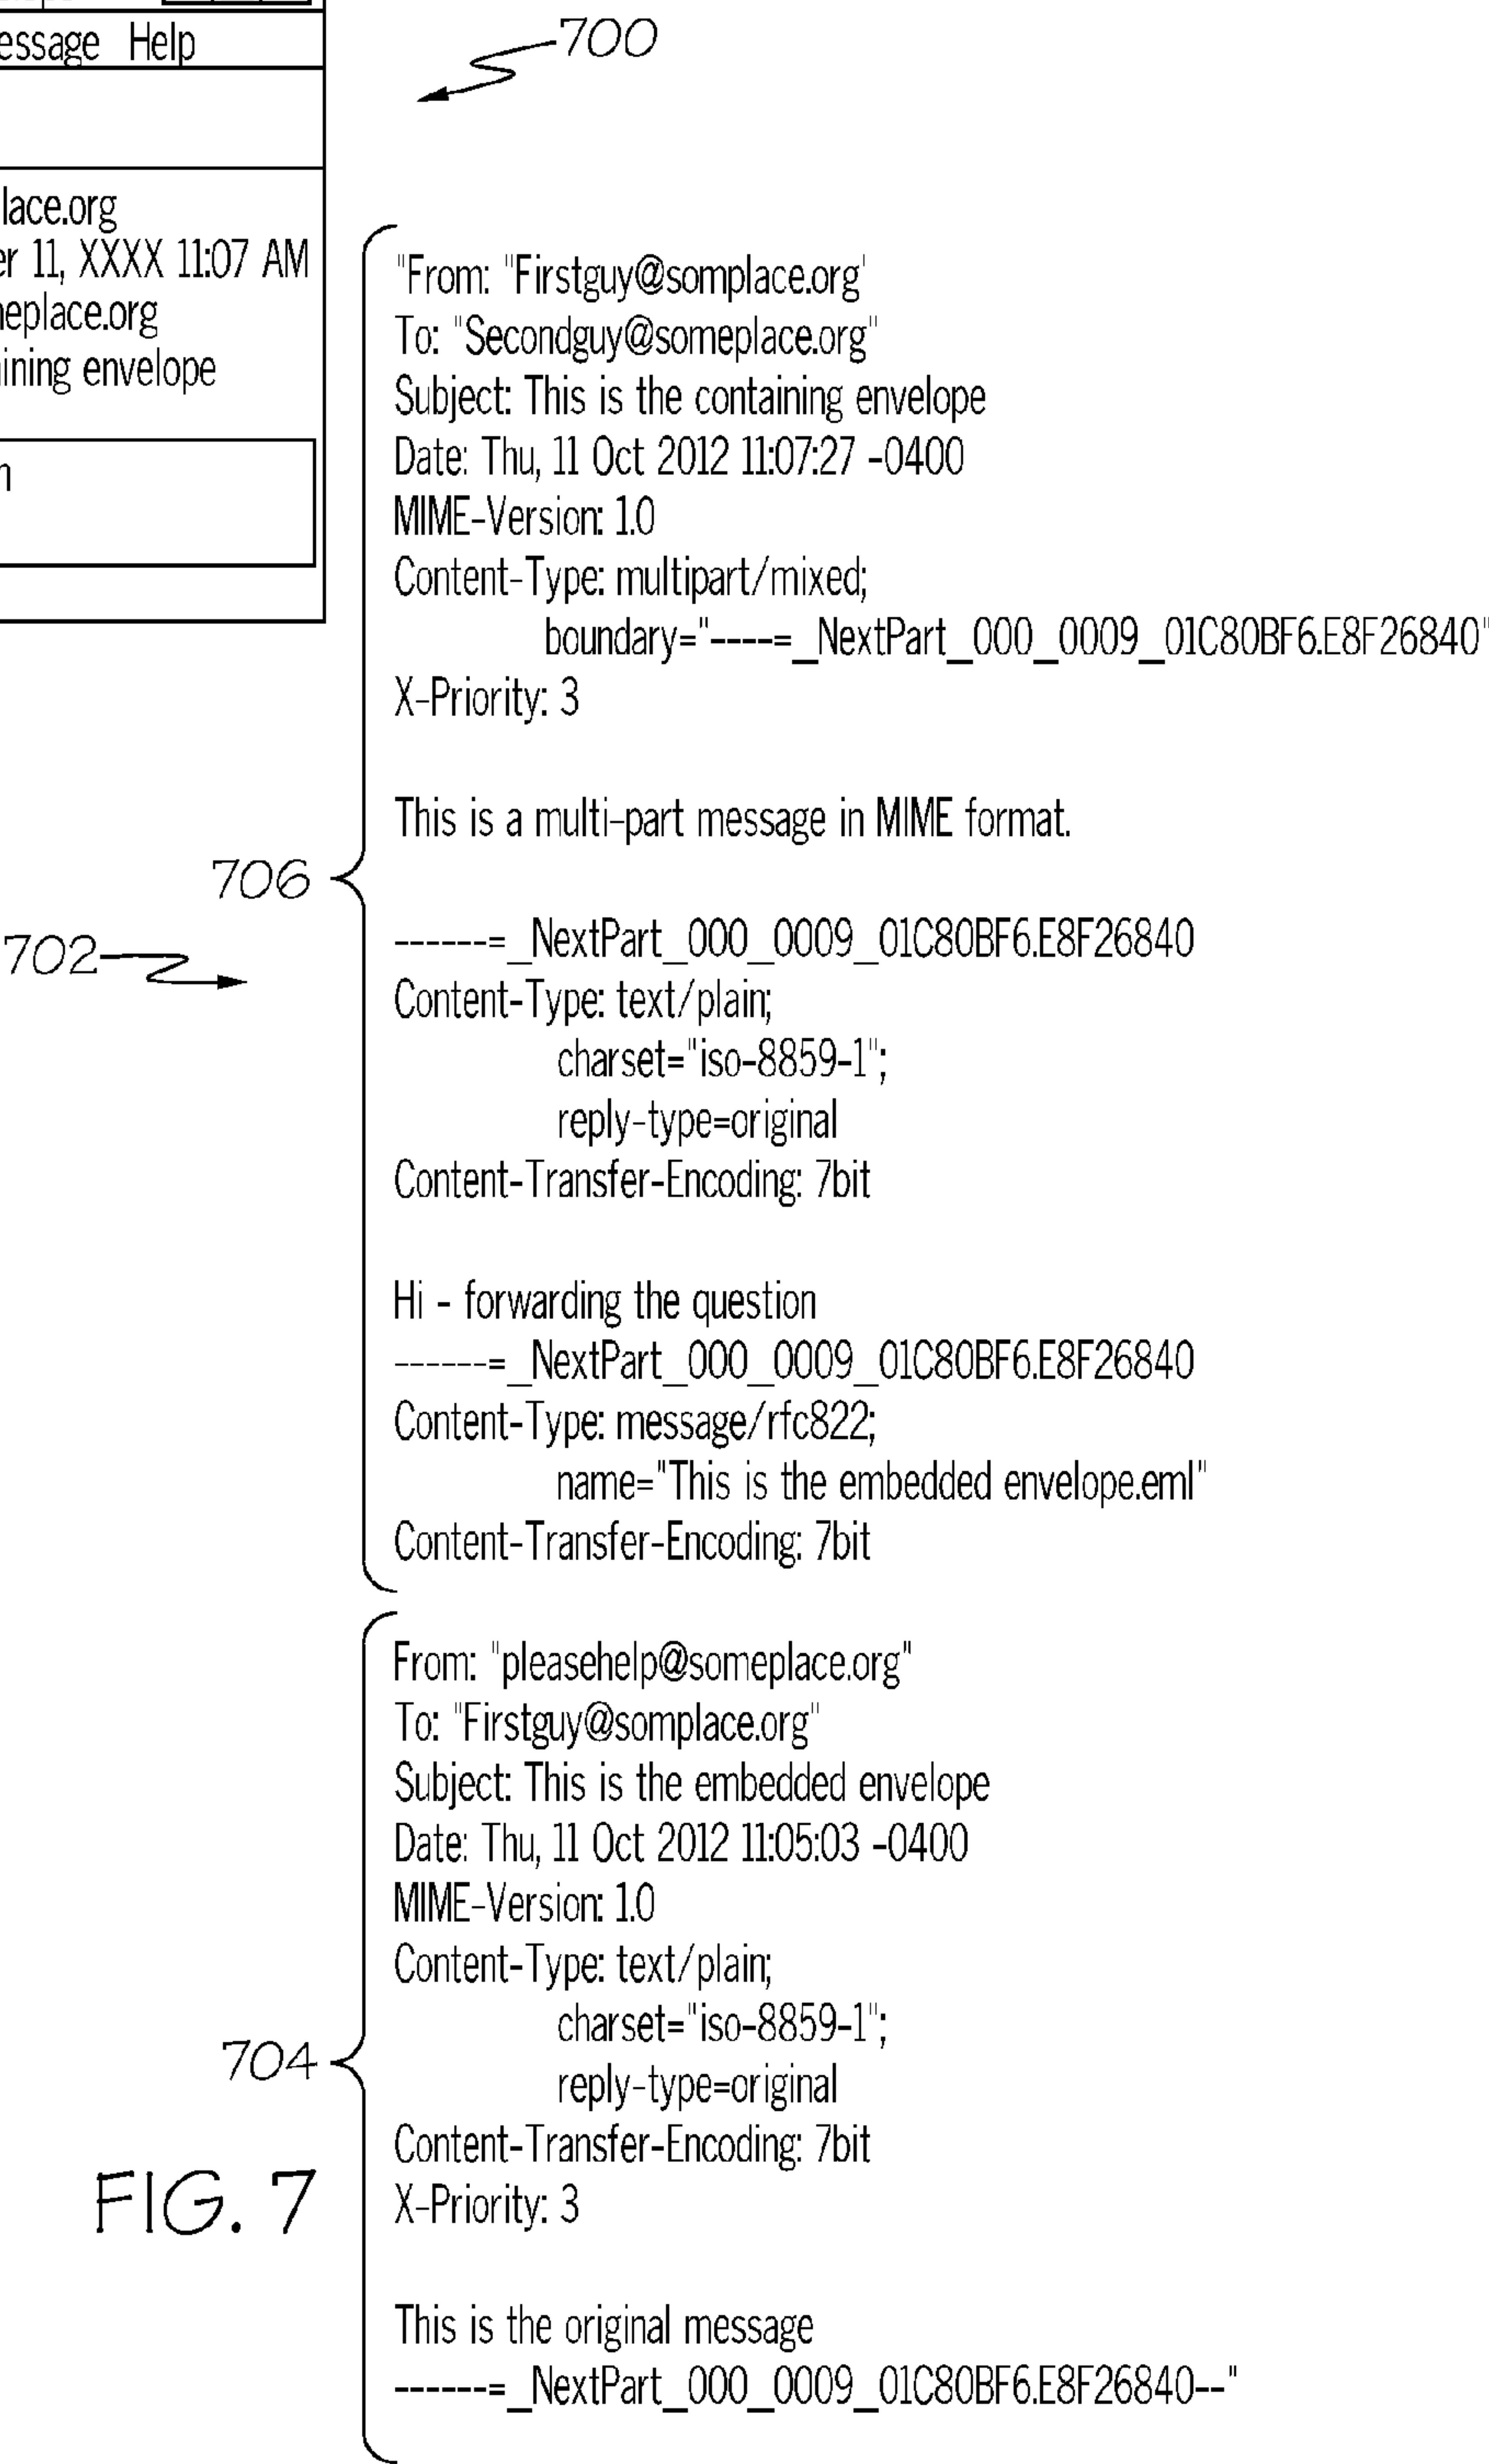 essage Help
700
lace.org
er 11, XXXX 11:07 AM
neplace.org
ining envelope
n
"From: "Firstguy@someplace.org'
To: "Secondguy@someplace.org"
Subject: This is the containing envelope
Date: Thu, 11 Oct 2012 11:07:27 -0400
MIME-Version: 1.0
Content-Type: multipart/mixed;
boundary="----=_NextPart_000_0009_01C80BF6.E8F26840"
X-Priority: 3
This is a multi-part message in MIME format.
706
702
------=_NextPart_000_0009_01C80BF6.E8F26840
Content-Type: text/plain;
charset="iso-8859-1";
reply-type=original
Content-Transfer-Encoding: 7bit
Hi - forwarding the question
------=_NextPart_000_0009_01C80BF6.E8F26840
Content-Type: message/rfc822;
name="This is the embedded envelope.eml"
Content-Transfer-Encoding: 7bit
From: "pleasehelp@someplace.org"
To: "Firstguy@somplace.org"
Subject: This is the embedded envelope
Date: Thu, 11 Oct 2012 11:05:03 -0400
MIME-Version: 1.0
Content-Type: text/plain;
charset="iso-8859-1";
reply-type=original
704
Content-Transfer-Encoding: 7bit
X-Priority: 3
FIG. 7
This is the original message
------=_NextPart_000_0009_01C80BF6.E8F26840--"